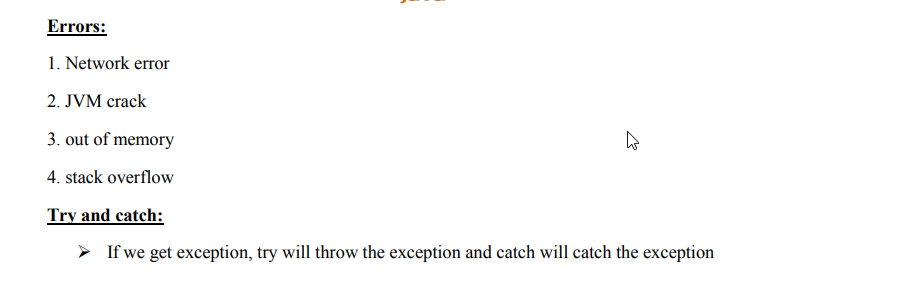 Errors:
1. Network error
2. JVM crack
3. out of memory
4. stack overflow
Try and catch:
➢ If we get exception, try will throw the exception and catch will catch the exception